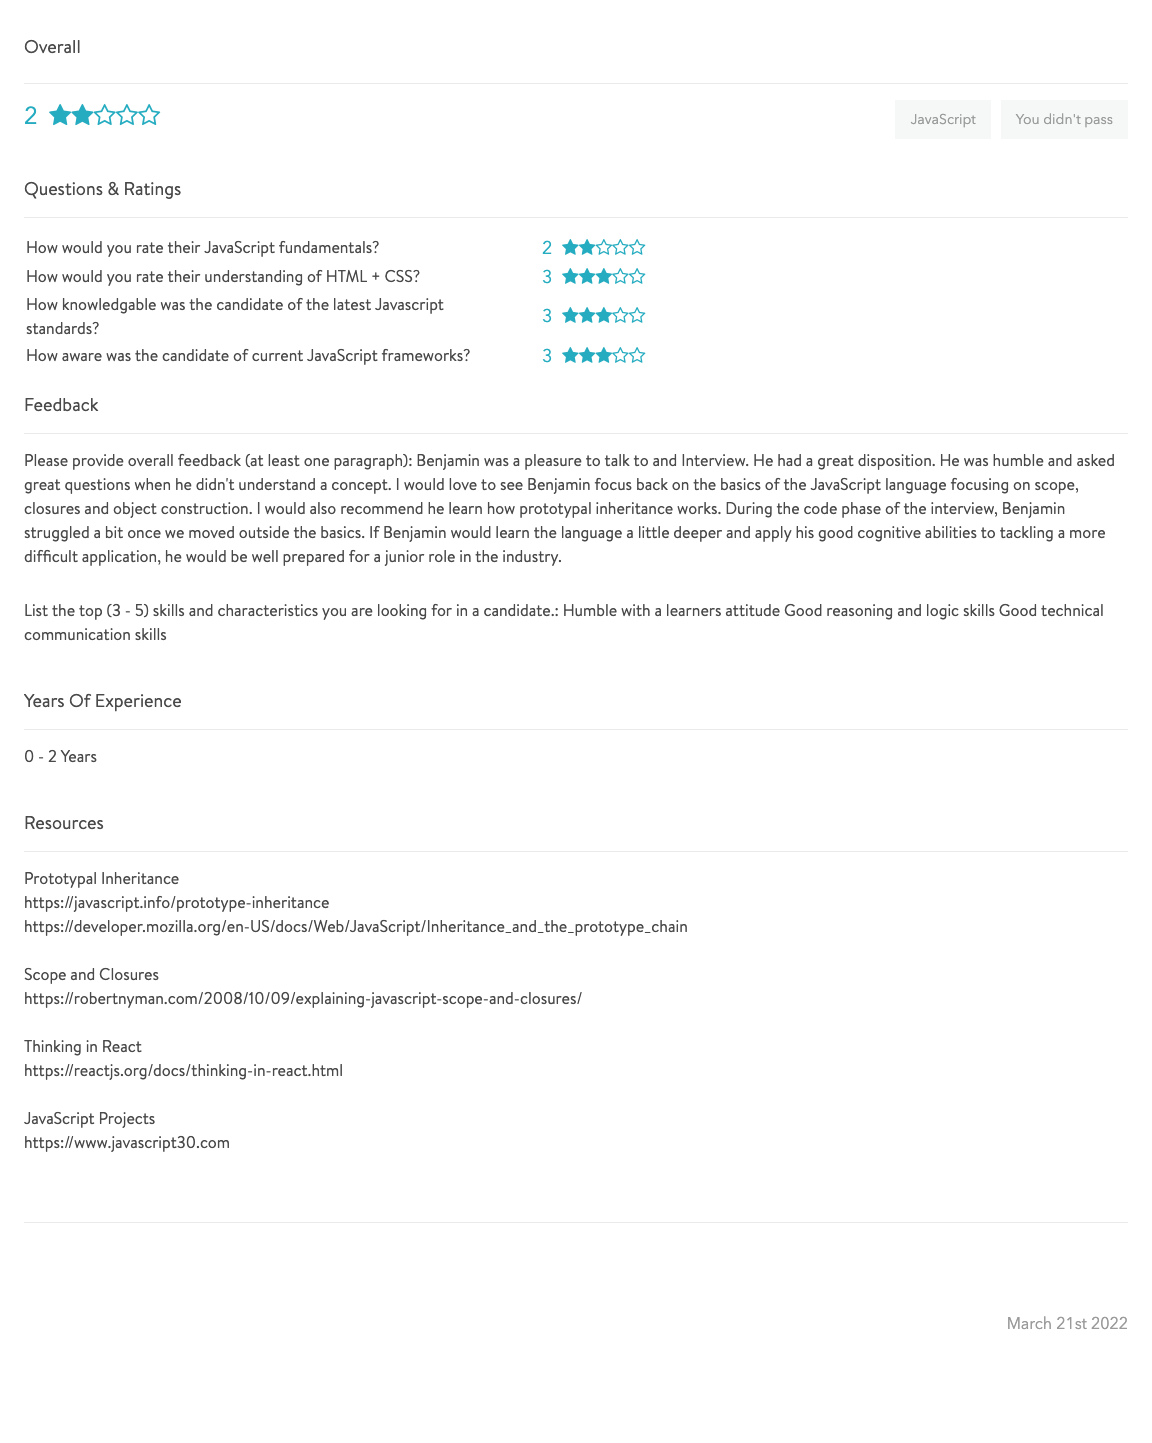 Overall
2
JavaScript
You didn't pass
Questions & Ratings
How would you rate their JavaScript fundamentals?
2
How would you rate their understanding of HTML + CSS?
3
How knowledgable was the candidate of the latest Javascript
standards?
3
How aware was the candidate of current JavaScript frameworks?
3
Feedback
Please provide overall feedback (at least one paragraph): Benjamin was a pleasure to talk to and Interview. He had a great disposition. He was humble and asked
great questions when he didn't understand a concept. I would love to see Benjamin focus back on the basics of the JavaScript language focusing on scope,
closures and object construction. I would also recommend he learn how prototypal inheritance works. During the code phase of the interview, Benjamin
struggled a bit once we moved outside the basics. If Benjamin would learn the language a little deeper and apply his good cognitive abilities to tackling a more
difficult application, he would be well prepared for a junior role in the industry.
List the top (3 - 5) skills and characteristics you are looking for in a candidate.: Humble with a learners attitude Good reasoning and logic skills Good technical
communication skills
Years Of Experience
0 - 2 Years
Resources
Prototypal Inheritance
https://javascript.info/prototype-inheritance
https://developer.mozilla.org/en-US/docs/Web/JavaScript/Inheritance_and_the_prototype_chain
Scope and Closures
https://robertnyman.com/2008/10/09/explaining-javascript-scope-and-closures/
Thinking in React
https://reactjs.org/docs/thinking-in-react.html
JavaScript Projects
https://www.javascript30.com
March 21st 2022